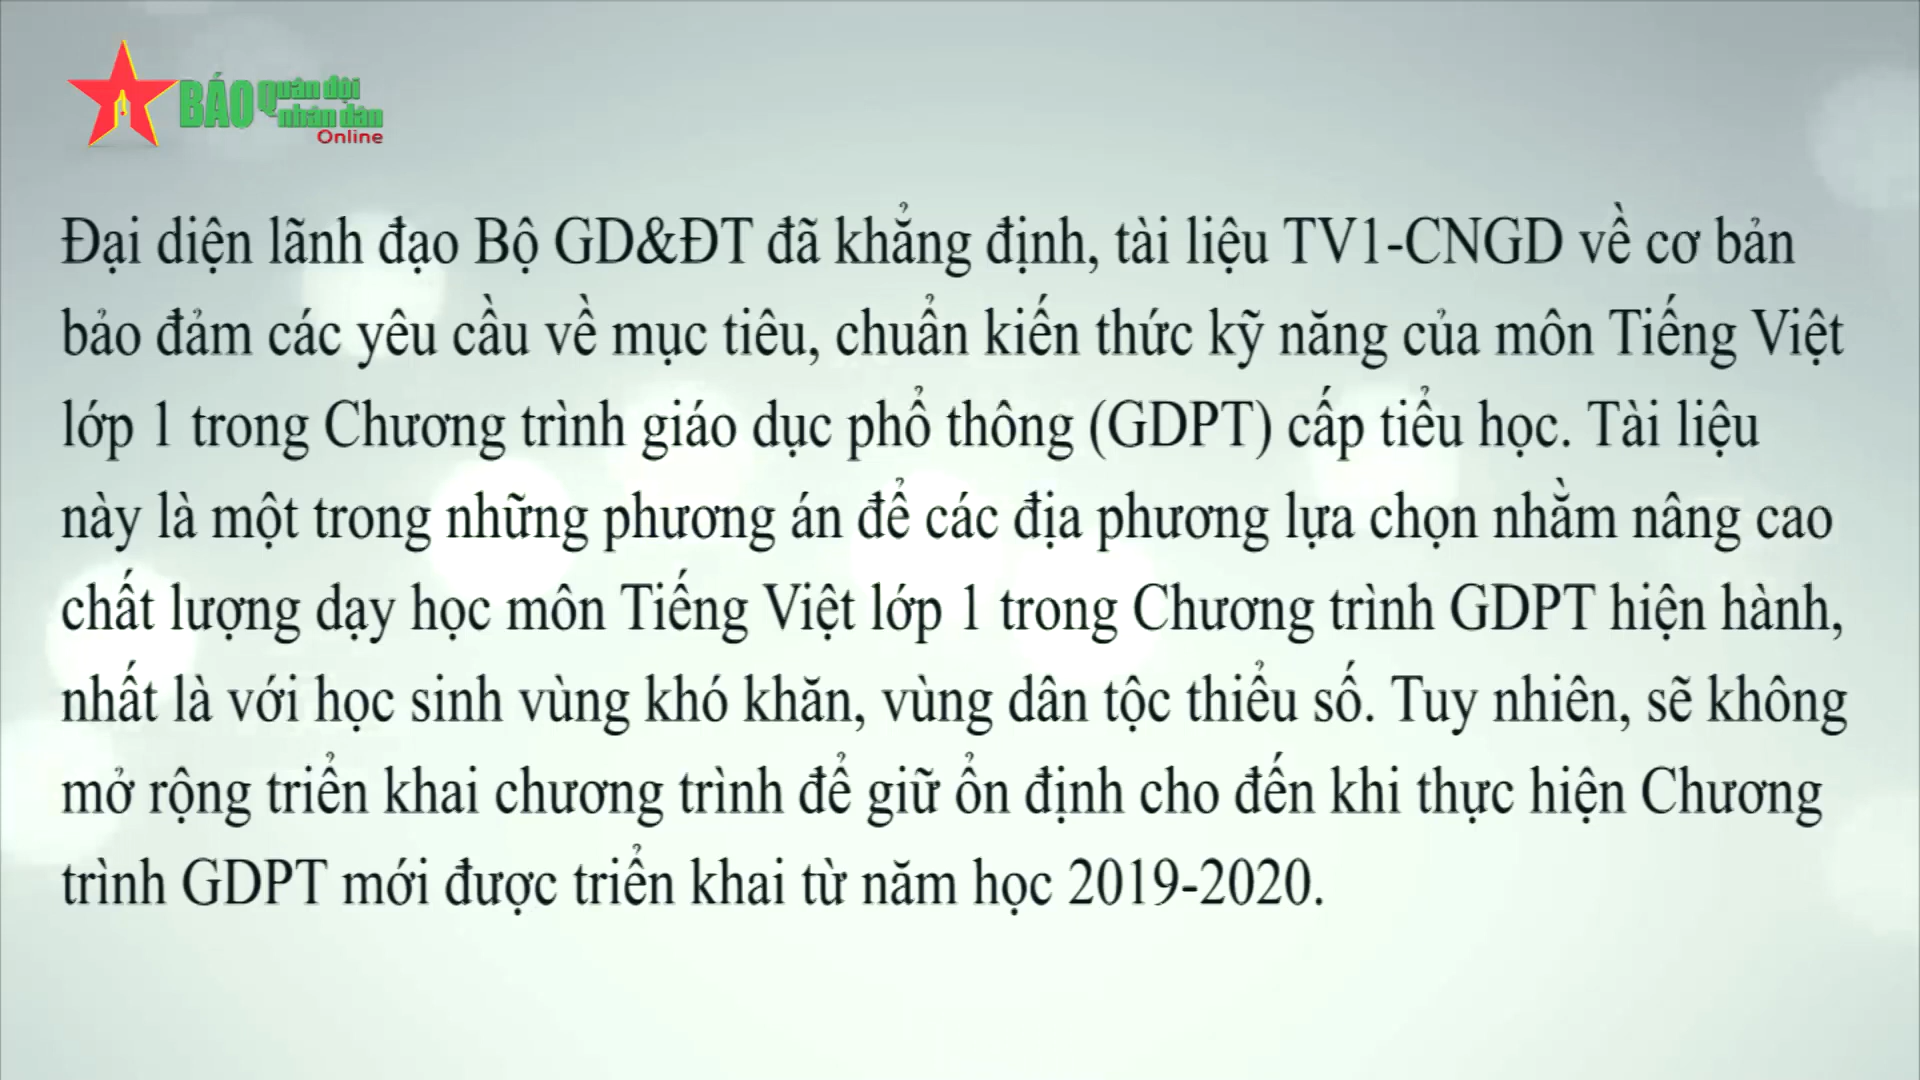 BÁO Quân đội
nhân dân
Online
Đại diện lãnh đạo Bộ GD&ĐT đã khẳng định, tài liệu TV1-CNGD về cơ bản
bảo đảm các yêu cầu về mục tiêu, chuẩn kiến thức kỹ năng của môn Tiếng Việt
lớp 1 trong Chương trình giáo dục phổ thông (GDPT) cấp tiểu học. Tài liệu
này là một trong những phương án để các địa phương lựa chọn nhằm nâng cao
chất lượng dạy học môn Tiếng Việt lớp 1 trong Chương trình GDPT hiện hành,
nhất là với học sinh vùng khó khăn, vùng dân tộc thiểu số. Tuy nhiên, sẽ không
mở rộng triển khai chương trình để giữ ổn định cho đến khi thực hiện Chương
trình GDPT mới được triển khai từ năm học 2019-2020.